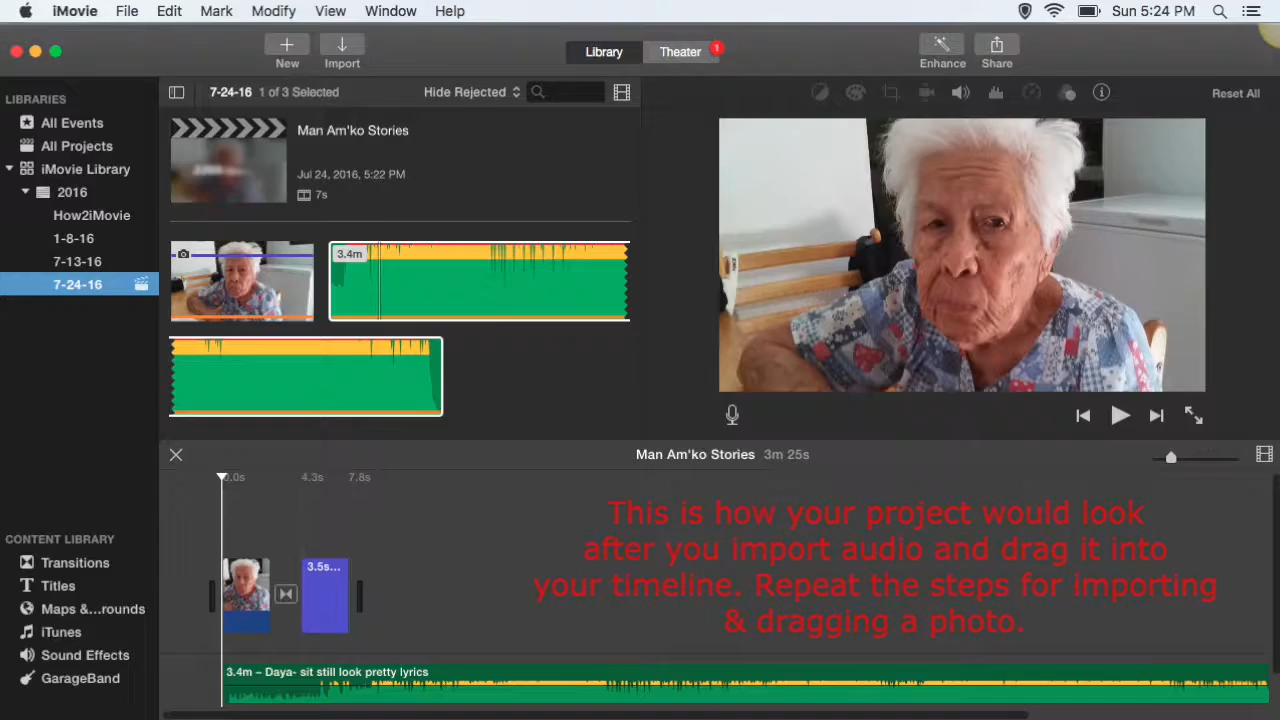 iMovie File Edit Mark Modify View Window Help Sun 5:24 PM
New Import Library Theater 1 Enhance Share
LIBRARIES
All Events
All Projects
iMovie Library
2016
How2iMovie
1-8-16
7-13-16
7-24-16
7-24-16 1 of 3 Selected Hide Rejected
Reset All
Man Am'ko Stories
Jul 24, 2016, 5:22 PM
7s
3.4m
Man Am'ko Stories 3m 25s
0.0s 4.3s 7.8s
This is how your project would look
after you import audio and drag it into
your timeline. Repeat the steps for importing
& dragging a photo.
3.5s...
3.4m – Daya- sit still look pretty lyrics
CONTENT LIBRARY
Transitions
Titles
Maps &...rounds
iTunes
Sound Effects
GarageBand